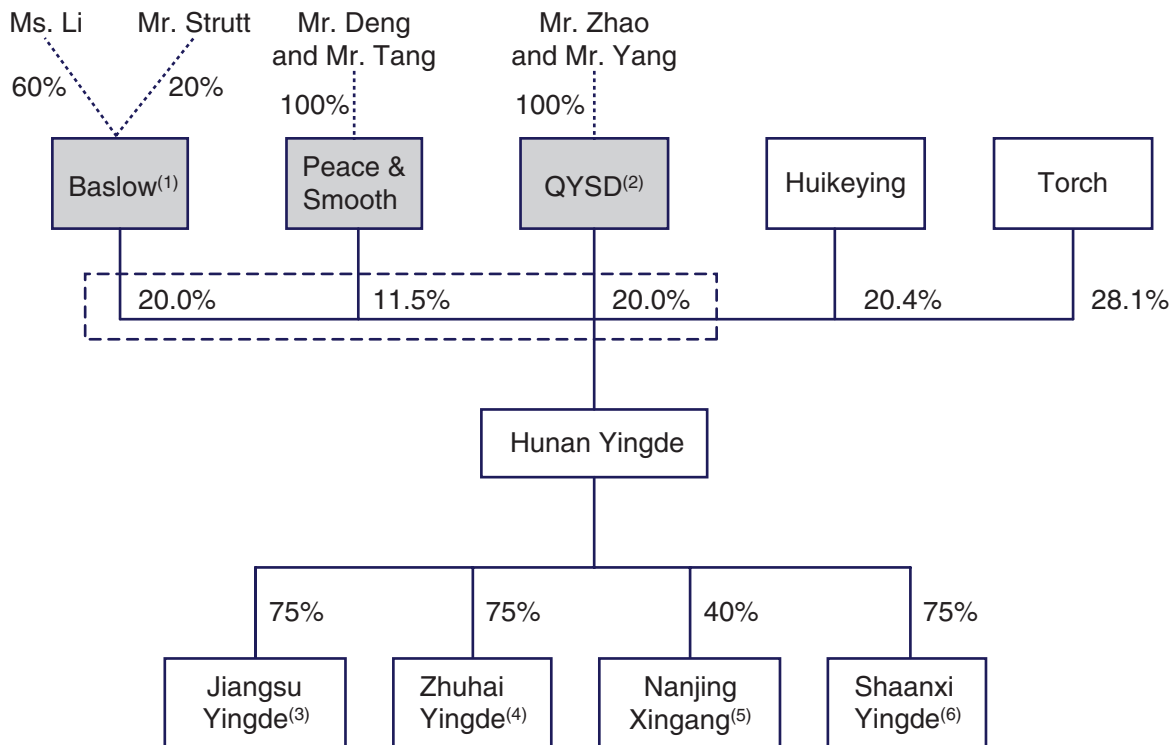 Ms. Li
Mr. Strutt
Mr. Deng
and Mr. Tang
Mr. Zhao
and Mr. Yang
60%
20%
100%
100%
Baslow(1)
Peace &
Smooth
QYSD(2)
Huikeying
Torch
20.0%
11.5%
20.0%
20.4%
28.1%
Hunan Yingde
75%
75%
40%
75%
Jiangsu
Yingde(3)
Zhuhai
Yingde(4)
Nanjing
Xingang(5)
Shaanxi
Yingde(6)